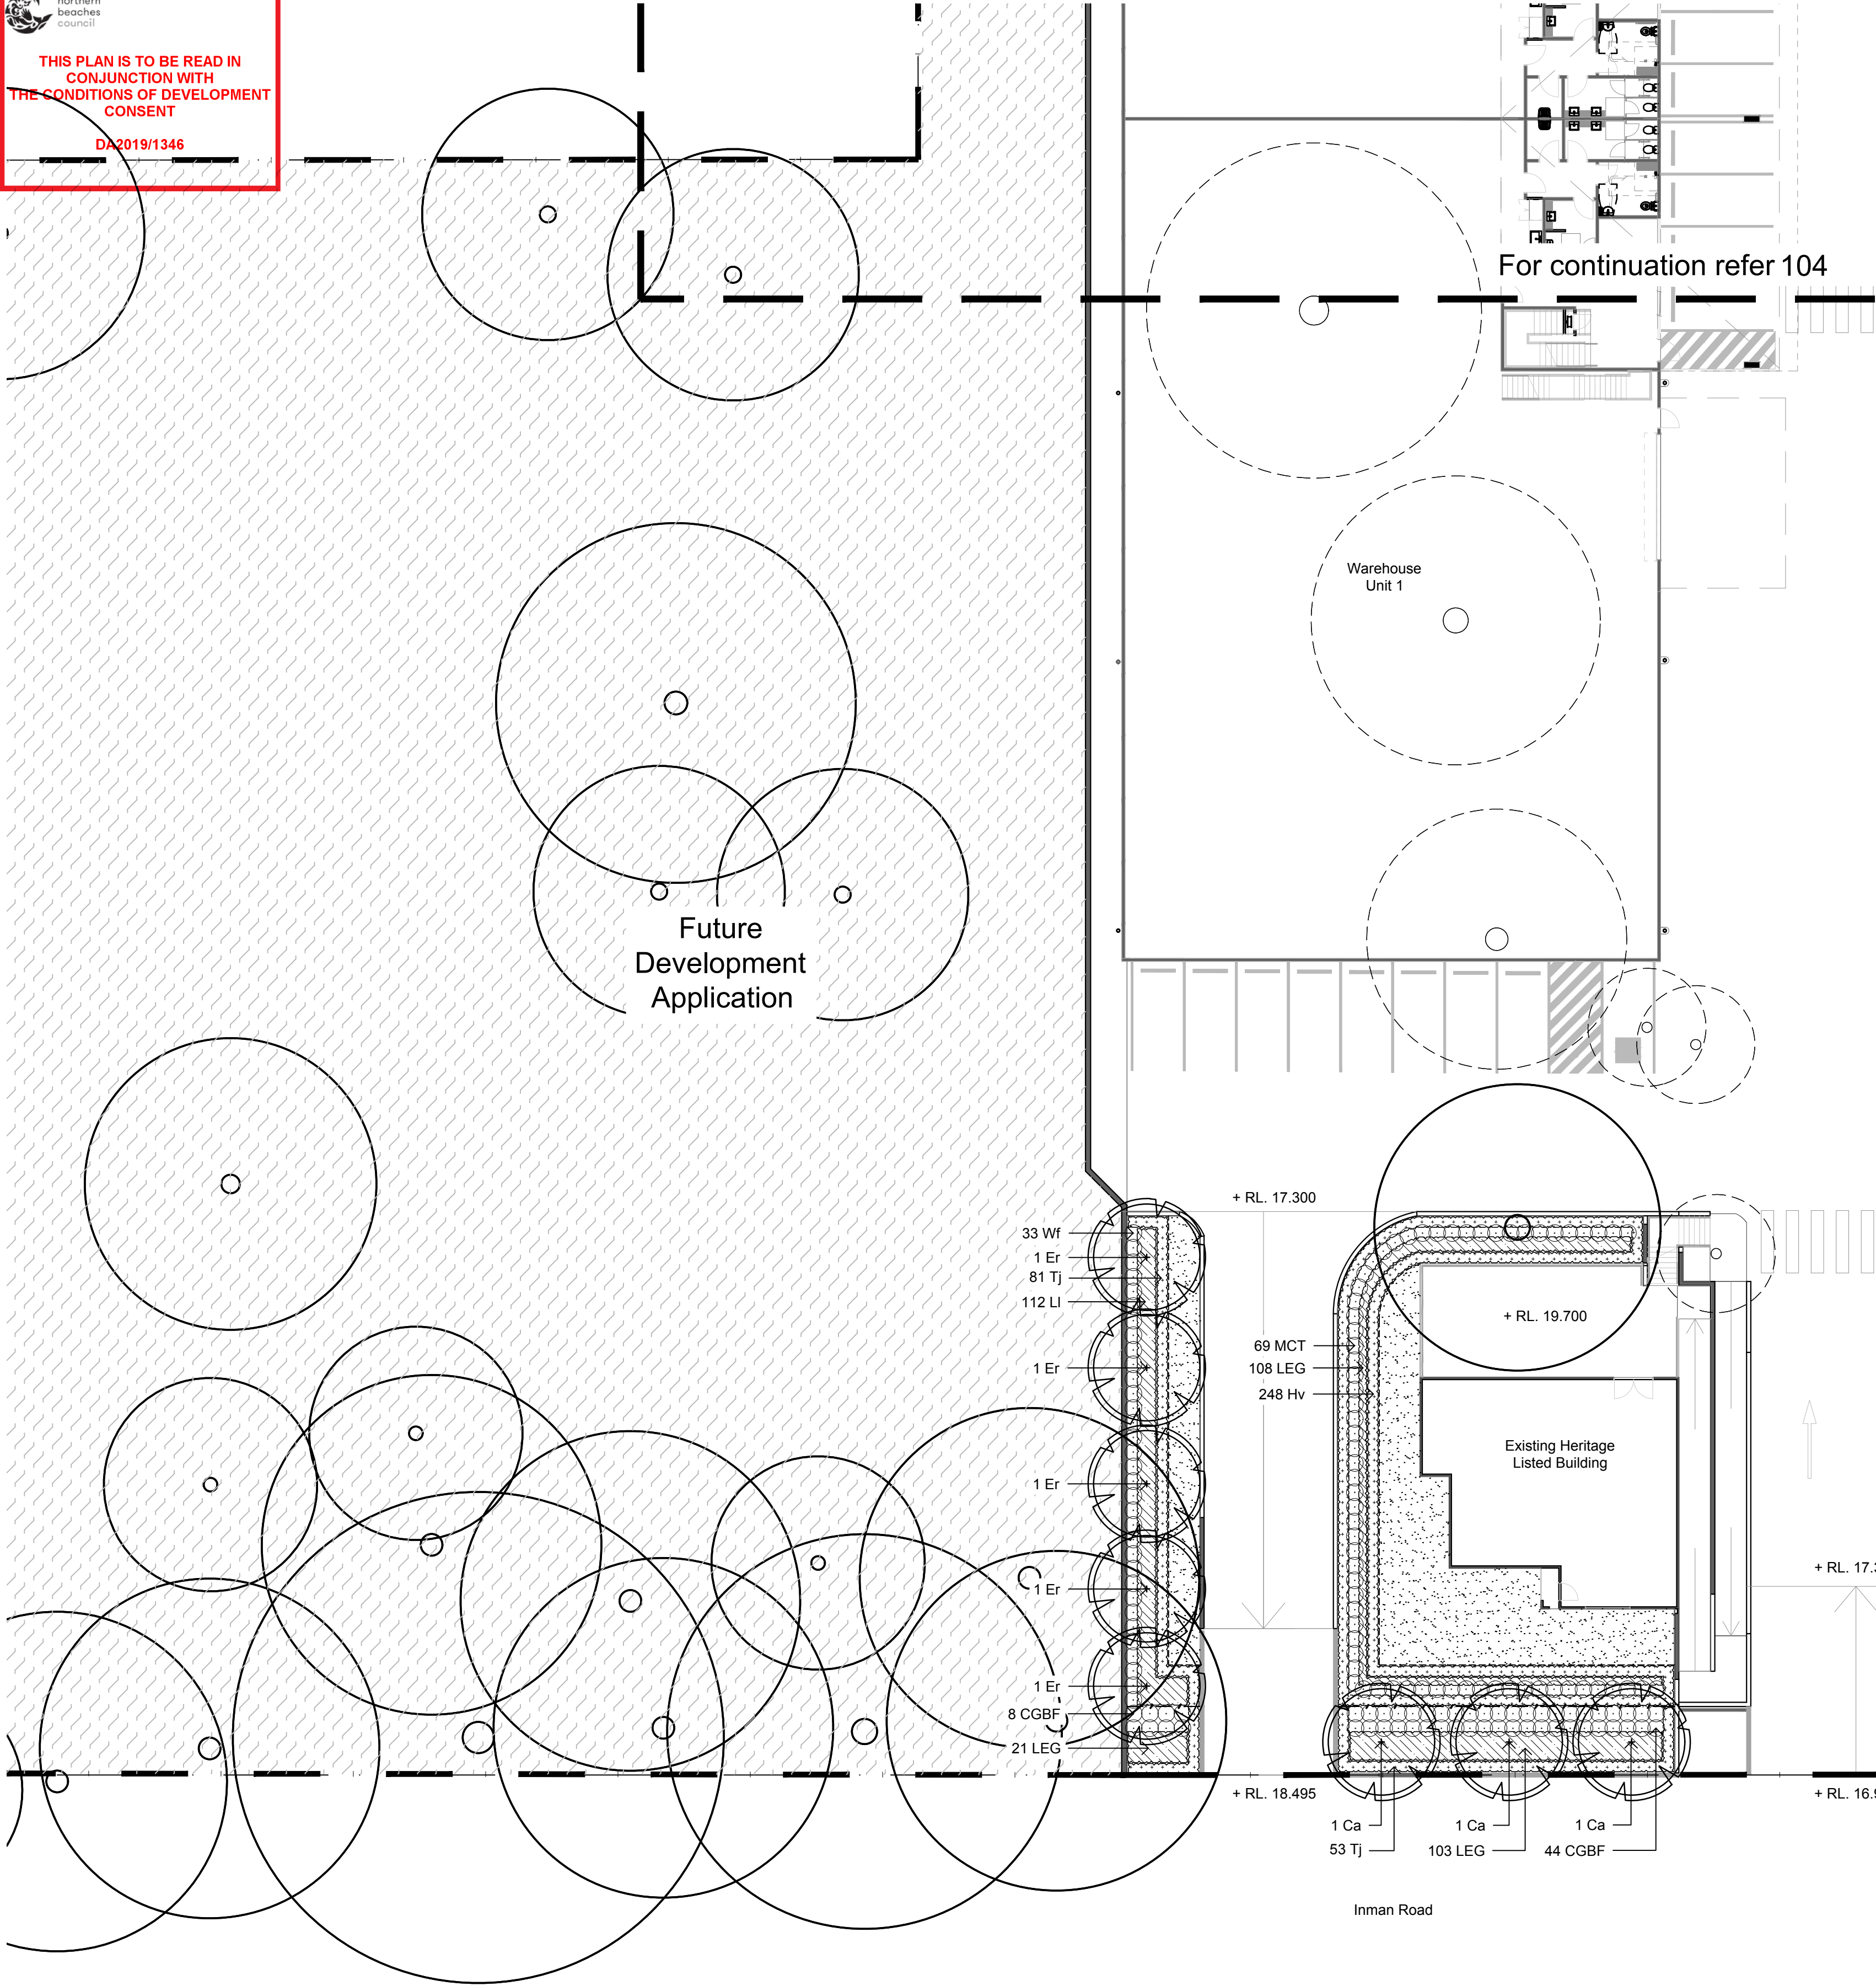 northern
beaches
council
THIS PLAN IS TO BE READ IN
CONJUNCTION WITH
THE CONDITIONS OF DEVELOPMENT
CONSENT
DA2019/1346
For continuation refer 104
Warehouse
Unit 1
Future
Development
Application
+ RL. 17.300
33 Wf
1 Er
81 Tj
112 Ll
1 Er
1 Er
1 Er
1 Er
8 CGBF
21 LEG
+ RL. 19.700
69 MCT
108 LEG
248 Hv
Existing Heritage
Listed Building
+ RL. 17.3
+ RL. 18.495
+ RL. 16.9
1 Ca
53 Tj
1 Ca
103 LEG
1 Ca
44 CGBF
Inman Road